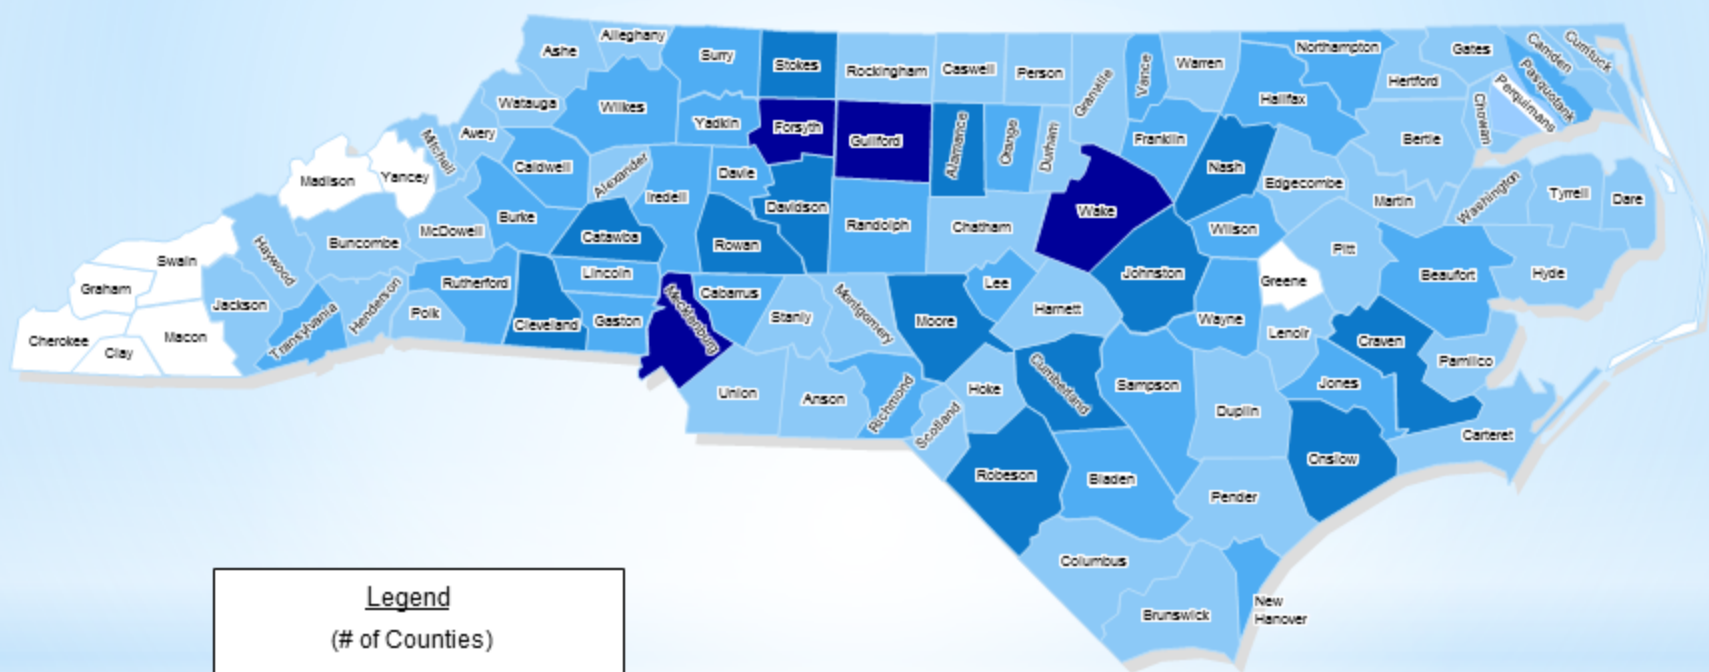 Ashe
Alleghany
Surry
Stokes
Rockingham
Caswell
Person
Granville
Vance
Warren
Northampton
Gates
Camden
Currituck
Hertford
Pasquotank
Perquimans
Chowan
Watauga
Wilkes
Yadkin
Forsyth
Guilford
Alamance
Orange
Durham
Franklin
Halifax
Bertie
Mitchell
Avery
Caldwell
Alexander
Iredell
Davie
Nash
Edgecombe
Martin
Washington
Tyrrell
Dare
Madison
Yancey
McDowell
Burke
Catawba
Rowan
Davidson
Randolph
Chatham
Wake
Wilson
Pitt
Beaufort
Hyde
Swain
Haywood
Buncombe
Rutherford
Lincoln
Cabarrus
Lee
Johnston
Greene
Graham
Jackson
Transylvania
Henderson
Polk
Cleveland
Gaston
Mecklenburg
Stanly
Montgomery
Moore
Harnett
Wayne
Lenoir
Craven
Pamlico
Cherokee
Clay
Macon
Union
Anson
Richmond
Scotland
Hoke
Cumberland
Sampson
Duplin
Jones
Carteret
Robeson
Bladen
Pender
Onslow
Columbus
Brunswick
New
Hanover
Legend
(# of Counties)